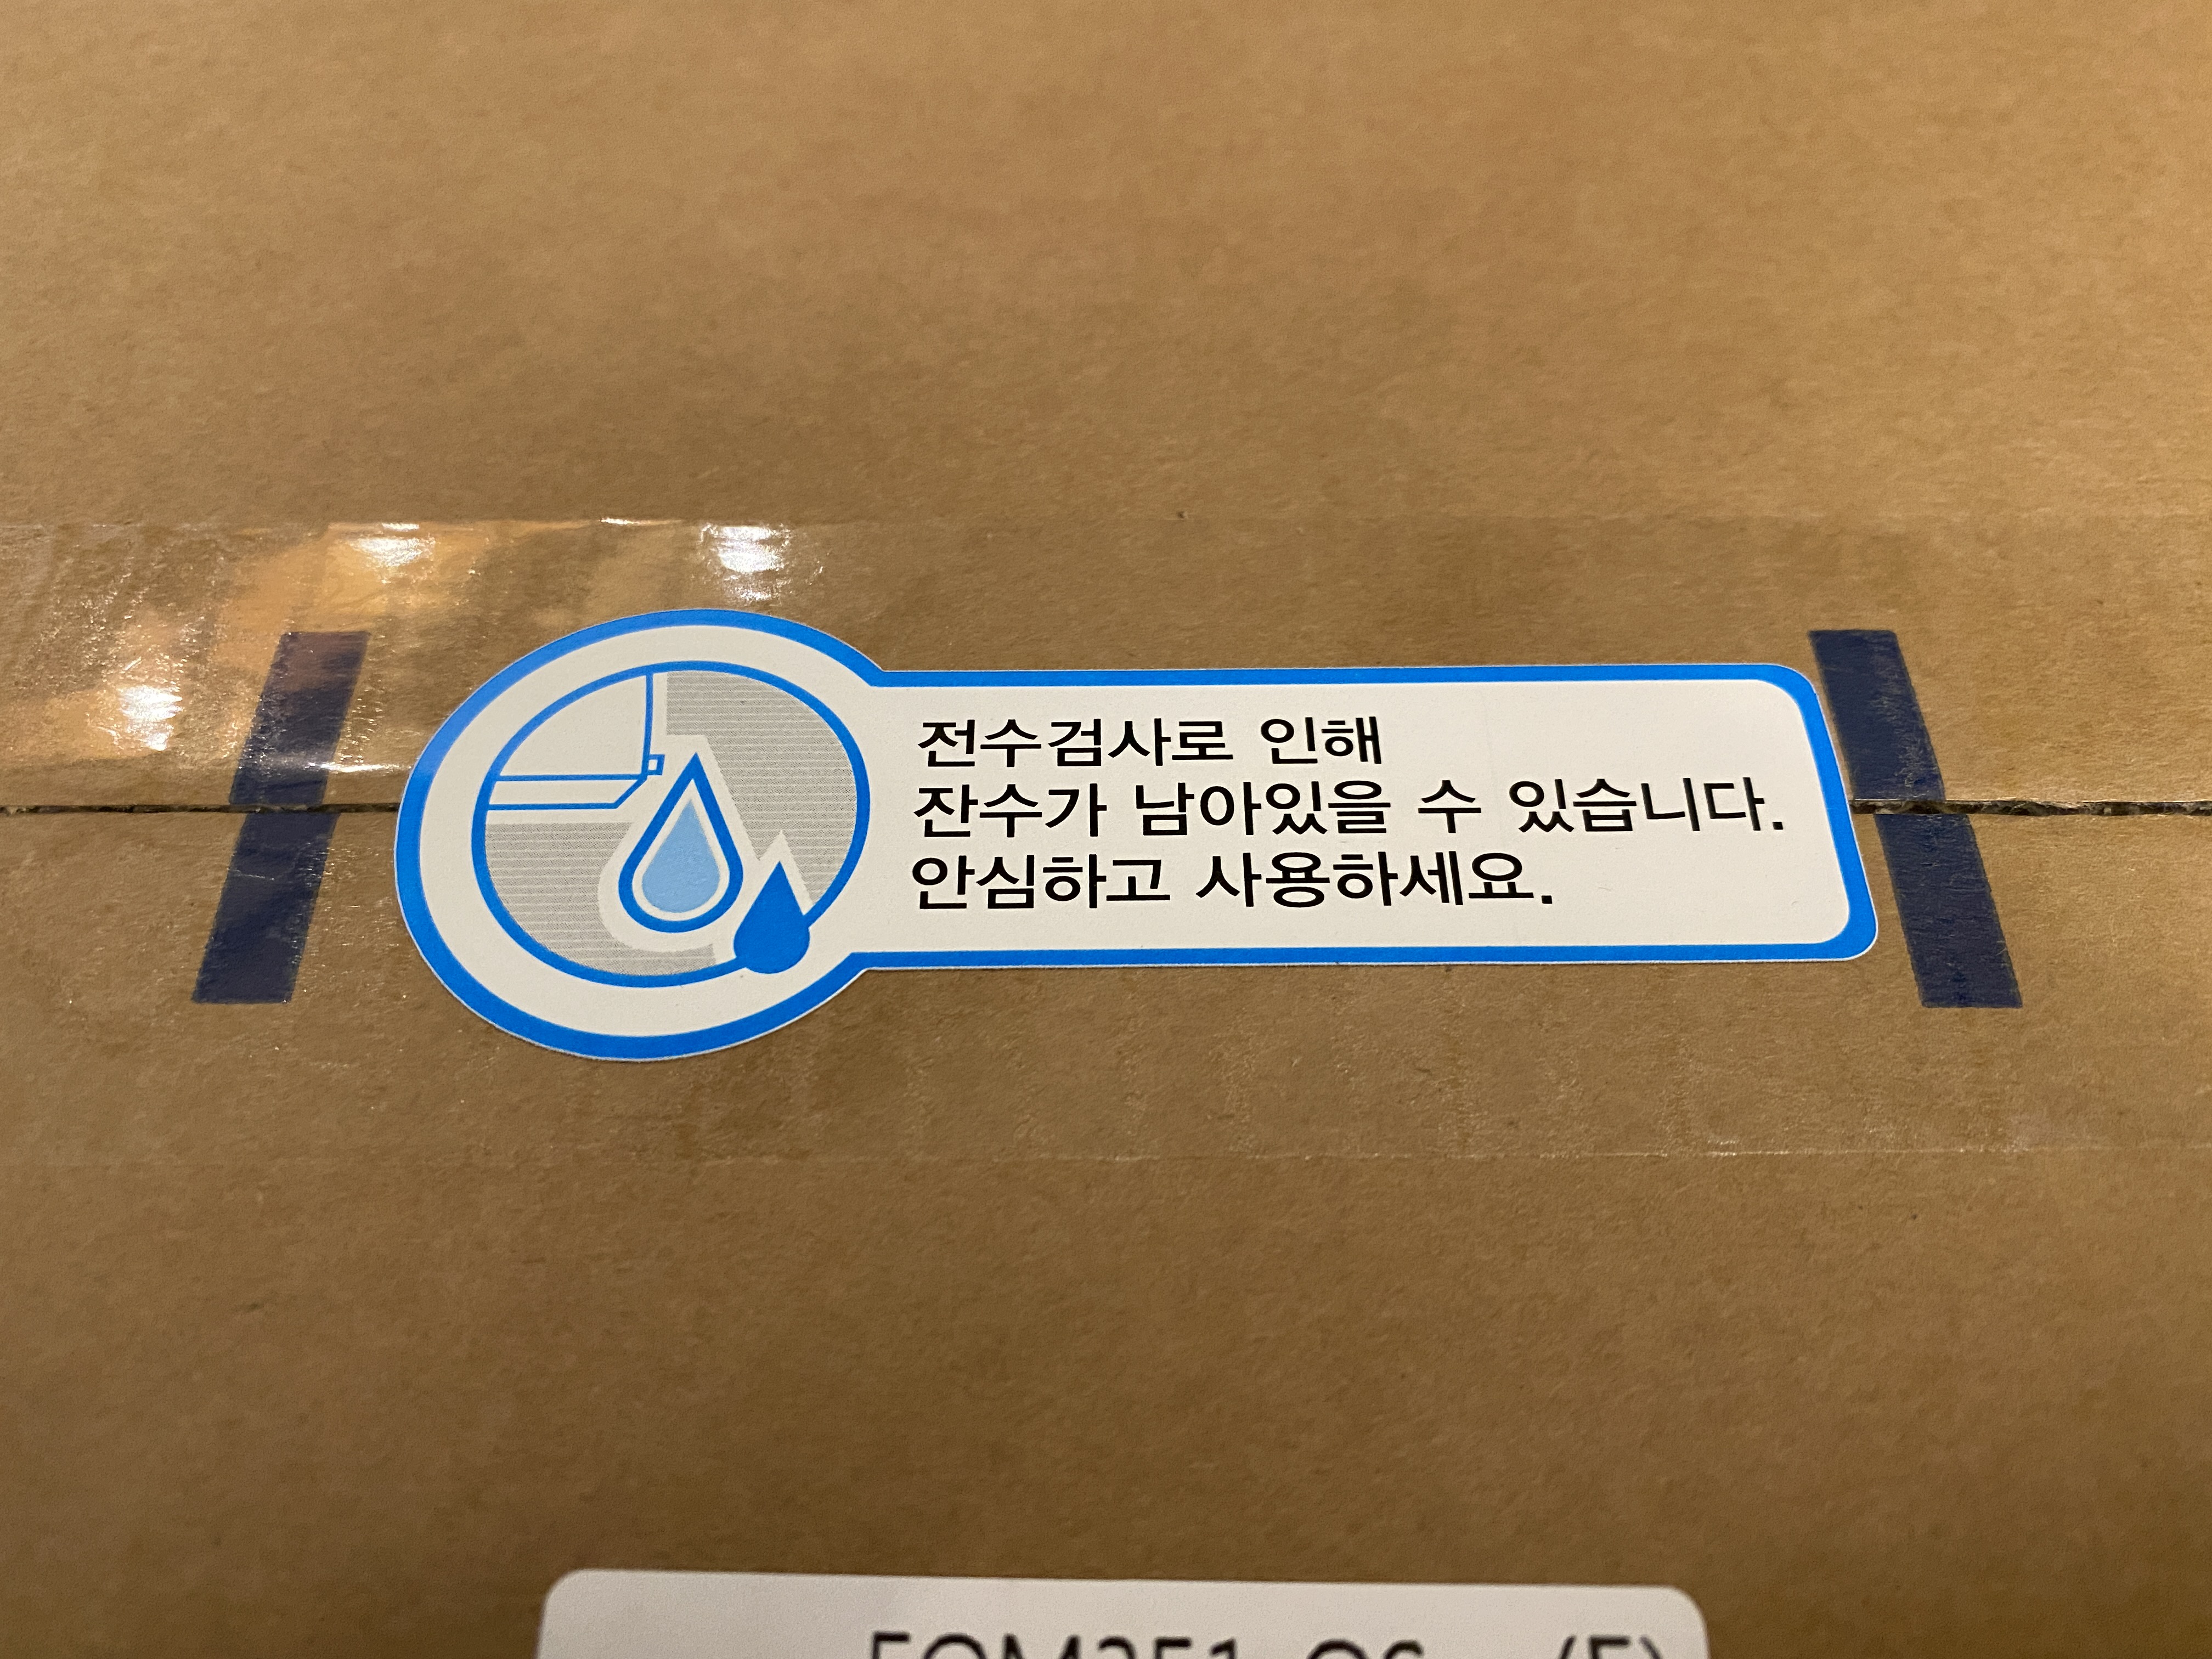 전수검사로 인해
잔수가 남아있을 수 있습니다.
안심하고 사용하세요.